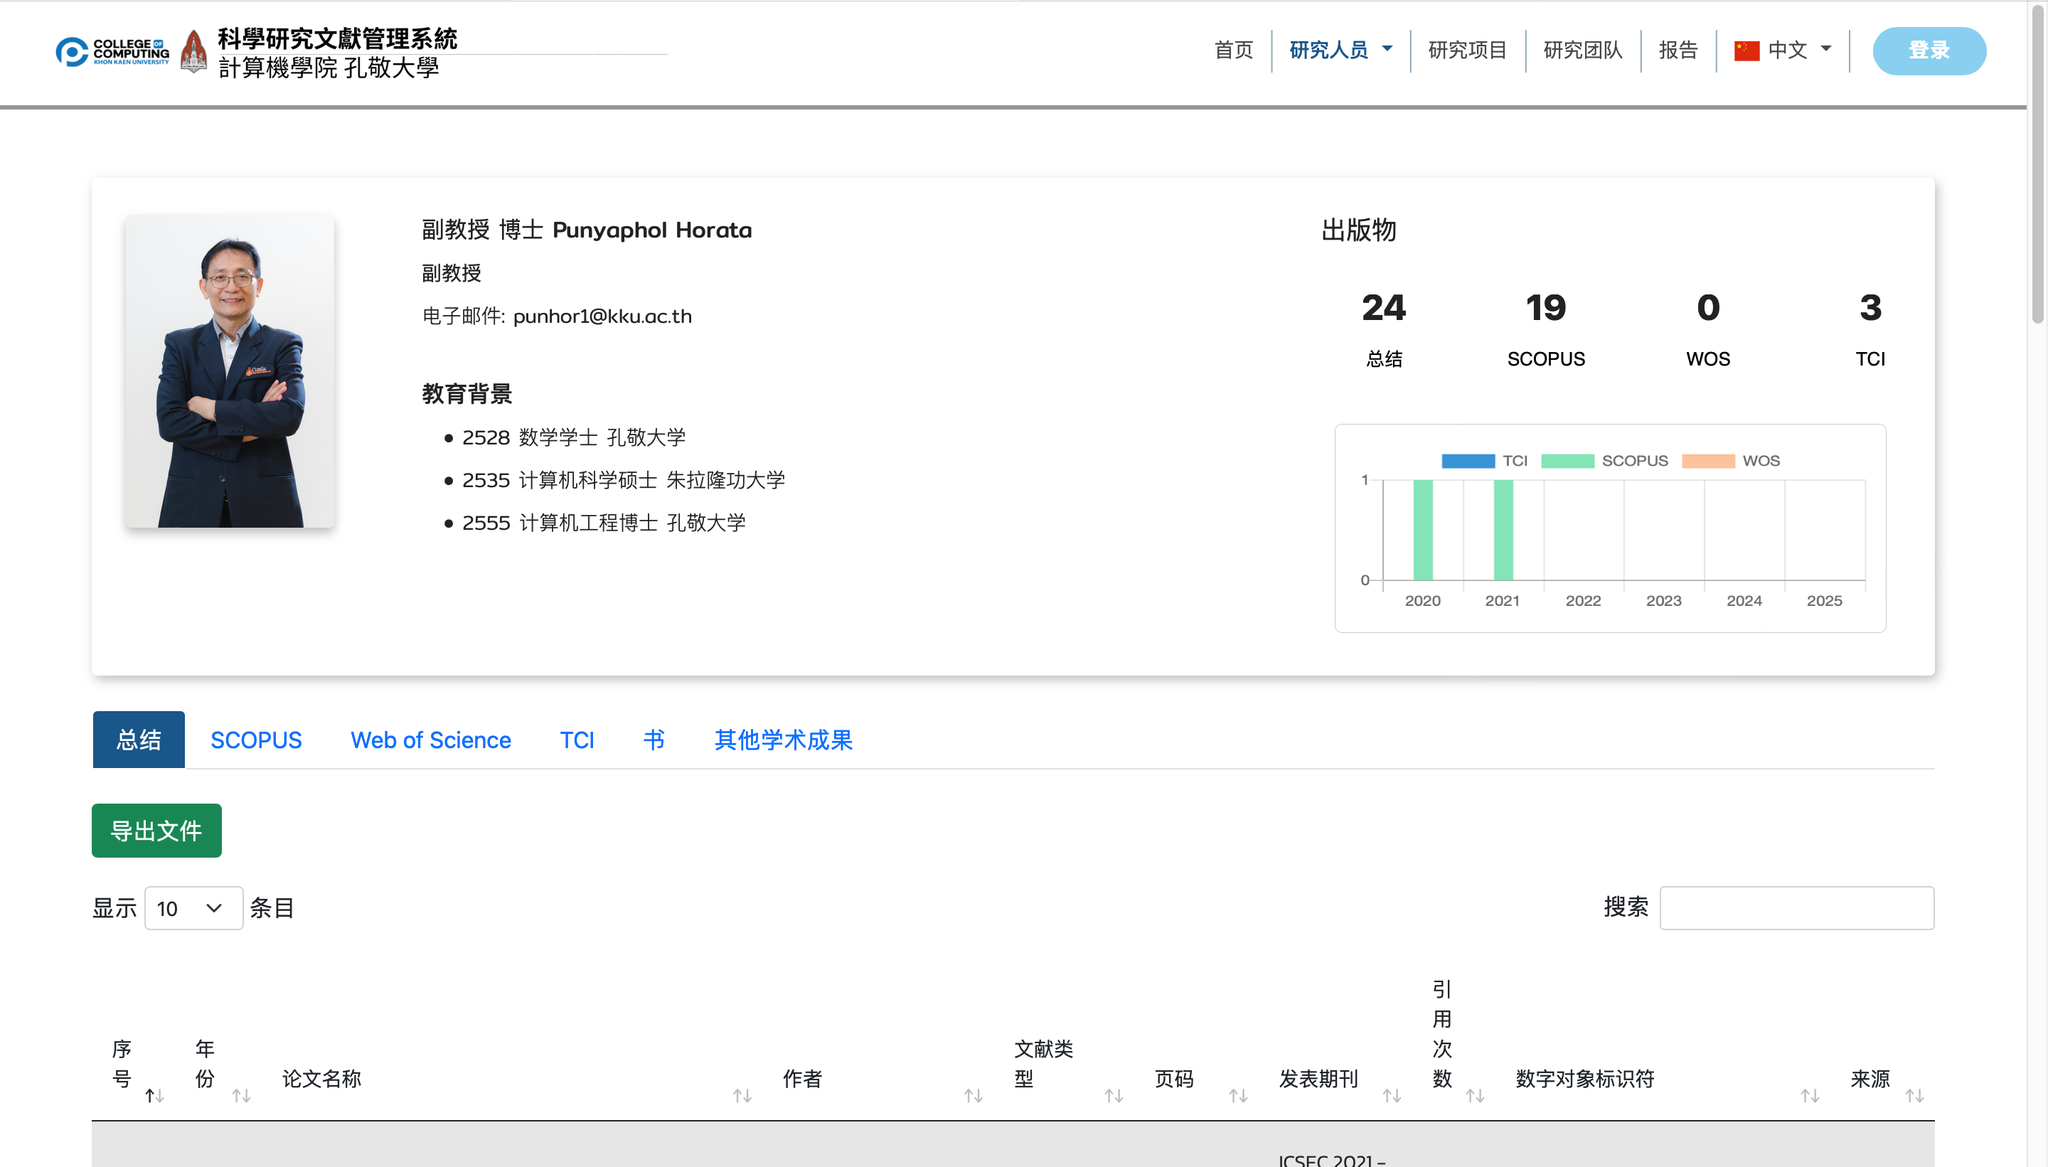 COLLEGE OF
COMPUTING
KHON KAEN UNIVERSITY
科學研究文獻管理系統
計算機學院 孔敬大學
首页
研究人员
研究项目
研究团队
报告
中文
登录
副教授 博士 Punyaphol Horata
副教授
电子邮件: punhor1@kku.ac.th
教育背景
2528 数学学士 孔敬大学
2535 计算机科学硕士 朱拉隆功大学
2555 计算机工程博士 孔敬大学
出版物
24 19 0 3
总结 SCOPUS WOS TCI
TCI SCOPUS WOS
1
0
2020 2021 2022 2023 2024 2025
总结 SCOPUS Web of Science TCI 书 其他学术成果
导出文件
显示 10 条目
搜索
序号 年份 论文名称 作者 文献类型 页码 发表期刊 引用次数 数字对象标识符 来源
ICSEC 2021 –